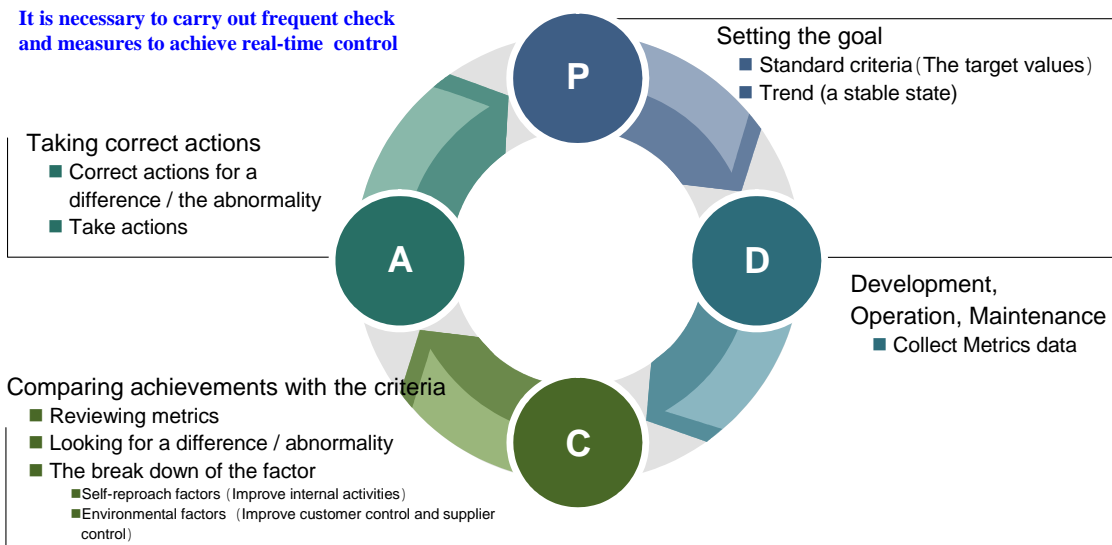 It is necessary to carry out frequent check
and measures to achieve real-time control
P
Setting the goal
■ Standard criteria(The target values)
■ Trend (a stable state)
Taking correct actions
■ Correct actions for a
difference / the abnormality
■ Take actions
A
D
Development,
Operation, Maintenance
■ Collect Metrics data
Comparing achievements with the criteria
■ Reviewing metrics
■ Looking for a difference / abnormality
■ The break down of the factor
■Self-reproach factors (Improve internal activities)
■Environmental factors (Improve customer control and supplier
control)
C